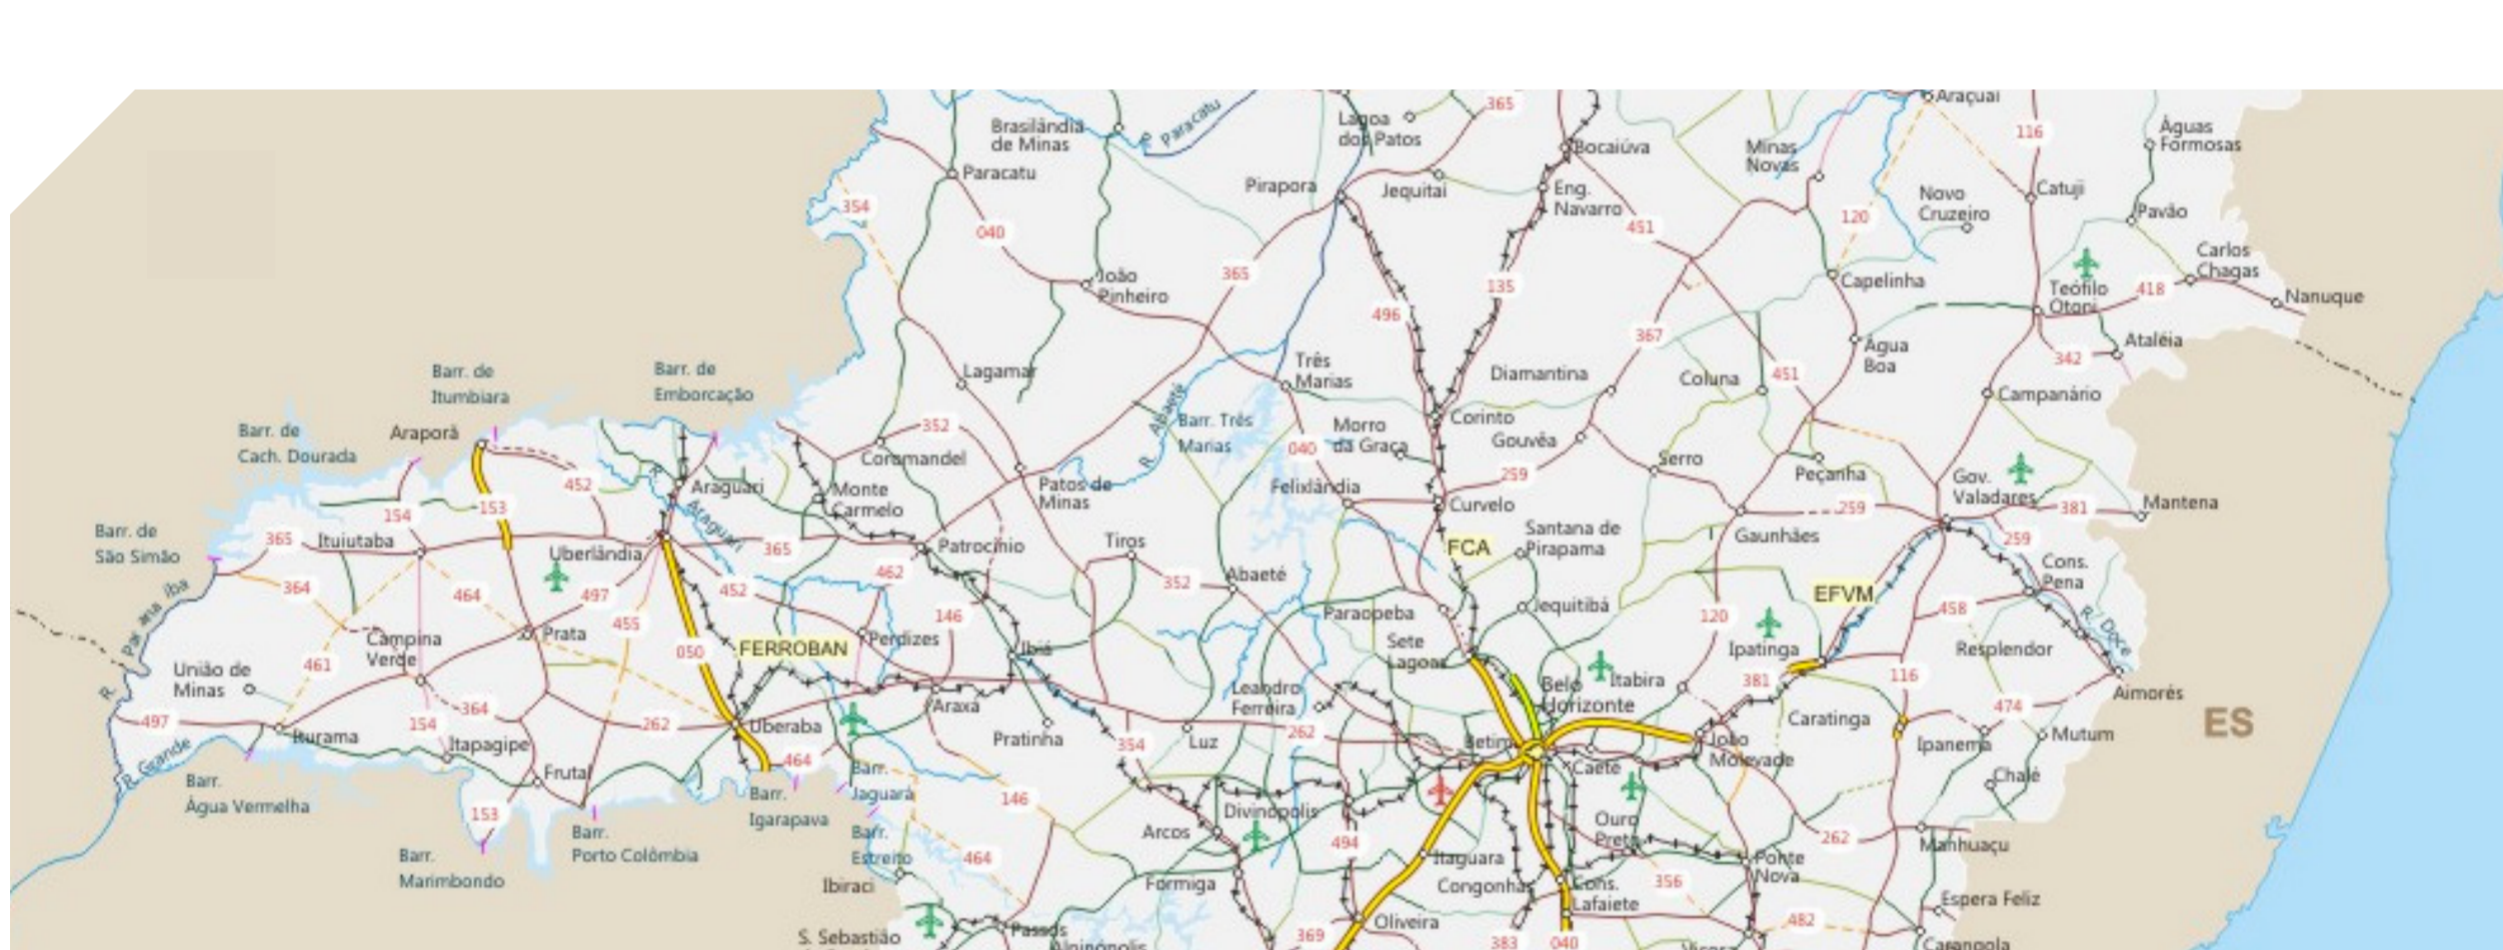 Araçuaí
365
Lagoa
dos Patos
Brasilândia
de Minas
R. Paracatu
116
Águas
Formosas
Bocaiúva
Minas
Novas
Paracatu
Pirapora
Jequitaí
Eng.
Navarro
Novo
Cruzeiro
Catuji
Pavão
354
040
451
120
Carlos
Chagas
João
Pinheiro
365
135
Capelinha
Teófilo
Otoni
418
Nanuque
496
367
Água
Boa
342
Ataléia
Barr. de
Itumbiara
Barr. de
Emborcação
Lagamar
Três
Marias
Diamantina
Coluna
451
Campanário
R. Abaeté
Barr. Três
Marias
Barr. de
Cach. Dourada
Araporã
352
Coromandel
040
Morro
da Graça
Corinto
Gouvêa
Serro
Peçanha
452
R. Araguari
Araguari
Monte
Carmelo
Patos de
Minas
Felixlândia
259
Curvelo
Gov.
Valadares
381
Mantena
153
154
Barr. de
São Simão
365
Ituiutaba
Uberlândia
365
Patrocínio
Tiros
Santana de
Pirapama
FCA
259
Gaunhães
259
Cons.
Pena
364
464
497
452
462
352
Abaeté
Paraopeba
Jequitibá
EFVM
458
R. Doce
R. Paranaíba
Campina
Verde
Prata
455
146
Perdizes
FERROBAN
050
Ibiá
Sete
Lagoas
120
Ipatinga
Resplendor
União de
Minas
461
Leandro
Ferreira
Belo
Horizonte
Itabira
381
116
Aimorés
497
154
364
262
Uberaba
Araxá
Pratinha
354
Luz
262
Betim
João
Molevade
Caratinga
474
Ipanema
Mutum
ES
Iturama
Itapagipe
R. Grande
Frutal
464
Caeté
Chalé
Barr.
Água Vermelha
153
Barr.
Igarapava
Barr.
Jaguara
146
Divinópolis
Barr.
Porto Colômbia
Barr.
Estreito
Arcos
494
Ouro
Preto
262
Manhuaçu
Barr.
Marimbondo
464
Ibiraci
Formiga
Itaguara
Congonhas
Cons.
Lafaiete
356
Ponte
Nova
Espera Feliz
S. Sebastião
Passos
Alpinópolis
369
Oliveira
383
040
482
Viçosa
Carangola